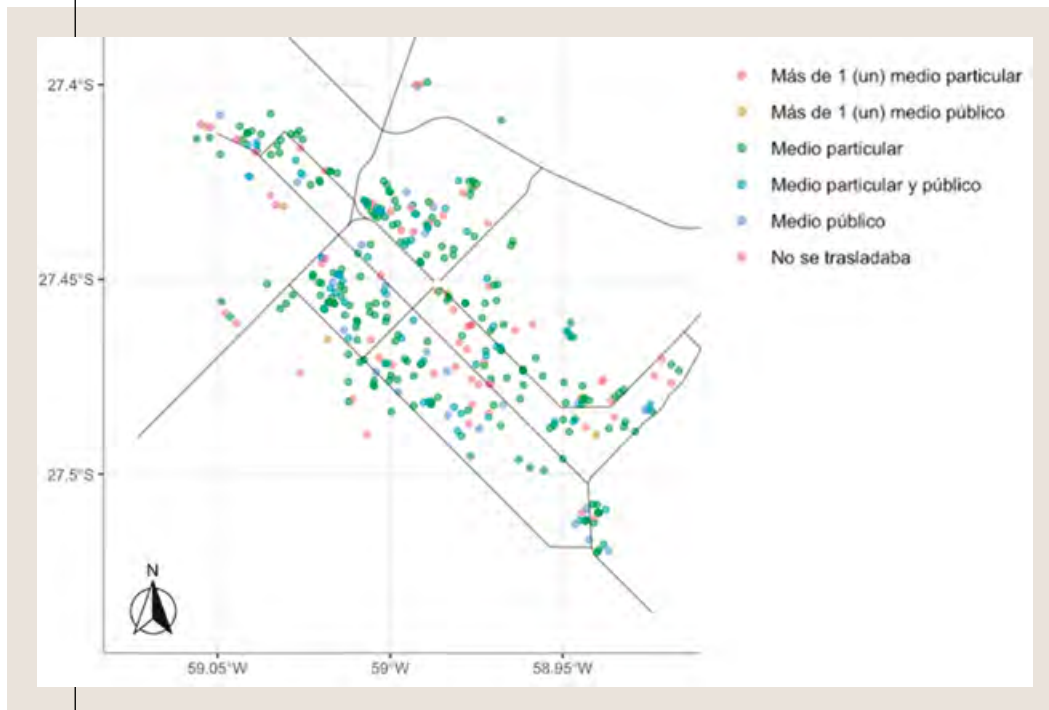 27.4°S
27.45°S
27.5°S
59.05°W
59°W
58.95°W
N
Más de 1 (un) medio particular
Más de 1 (un) medio público
Medio particular
Medio particular y público
Medio público
No se trasladaba